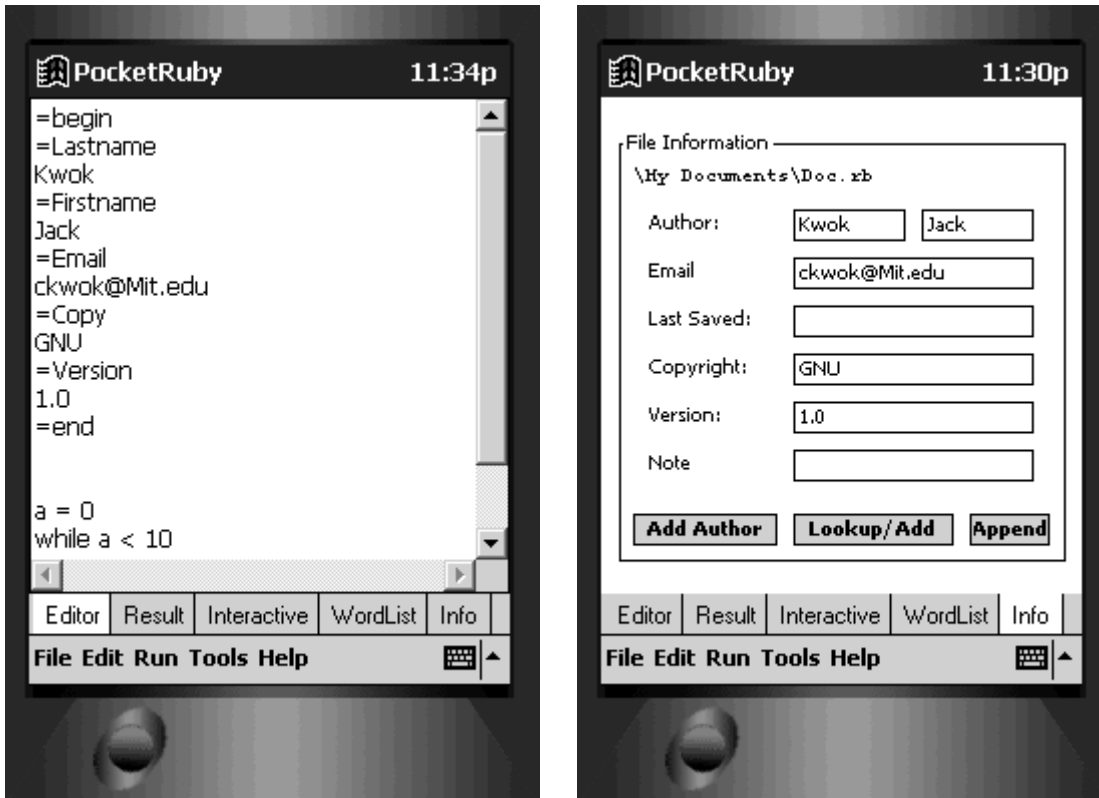 PocketRuby 11:34p
=begin
=Lastname
Kwok
=Firstname
Jack
=Email
ckwok@Mit.edu
=Copy
GNU
=Version
1.0
=end
a = 0
while a < 10
Editor Result Interactive WordList Info
File Edit Run Tools Help
PocketRuby 11:30p
File Information
\My Documents\Doc.rb
Author: Kwok Jack
Email ckwok@Mit.edu
Last Saved:
Copyright: GNU
Version: 1.0
Note
Add Author Lookup/Add Append
Editor Result Interactive WordList Info
File Edit Run Tools Help